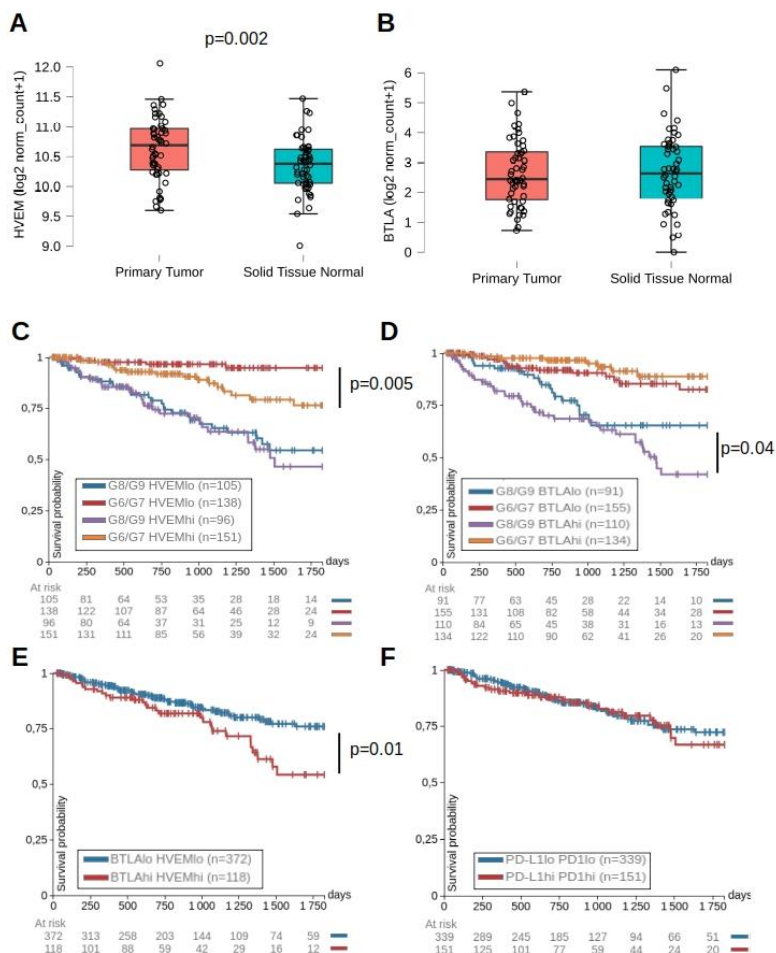 A
p=0.002
HVEM (log2 norm_count+1)
12.0
11.5
11.0
10.5
10.0
9.5
9.0
Primary Tumor
Solid Tissue Normal
B
BTLA (log2 norm_count+1)
6
5
4
3
2
1
0
Primary Tumor
Solid Tissue Normal
C
1
0,75
0,5
0,25
0
Survival probability
p=0.005
G8/G9 HVEMlo (n=105)
G6/G7 HVEMlo (n=138)
G8/G9 HVEMhi (n=96)
G6/G7 HVEMhi (n=151)
0 250 500 750 1 000 1 250 1 500 1 750 days
At risk
105 81 64 53 35 28 18 14
138 122 107 87 64 46 28 24
96 80 64 37 31 25 12 9
151 131 111 85 56 39 32 24
D
1
0,75
0,5
0,25
0
Survival probability
p=0.04
G8/G9 BTLAlo (n=91)
G6/G7 BTLAlo (n=155)
G8/G9 BTLAhi (n=110)
G6/G7 BTLAhi (n=134)
0 250 500 750 1 000 1 250 1 500 1 750 days
At risk
91 77 63 45 28 22 14 10
155 131 108 82 58 44 34 28
110 84 65 45 38 31 16 13
134 122 110 90 62 41 26 20
E
1
0,75
0,5
0,25
0
Survival probability
p=0.01
BTLAlo HVEMlo (n=372)
BTLAhi HVEMhi (n=118)
0 250 500 750 1 000 1 250 1 500 1 750
days
At risk
372 313 258 203 144 109 74 59
118 101 88 59 42 29 16 12
F
1
0,75
0,5
0,25
0
Survival probability
PD-L1lo PD1lo (n=339)
PD-L1hi PD1hi (n=151)
0 250 500 750 1 000 1 250 1 500 1 750
days
At risk
339 289 245 185 127 94 66 51
151 125 101 77 59 44 24 20